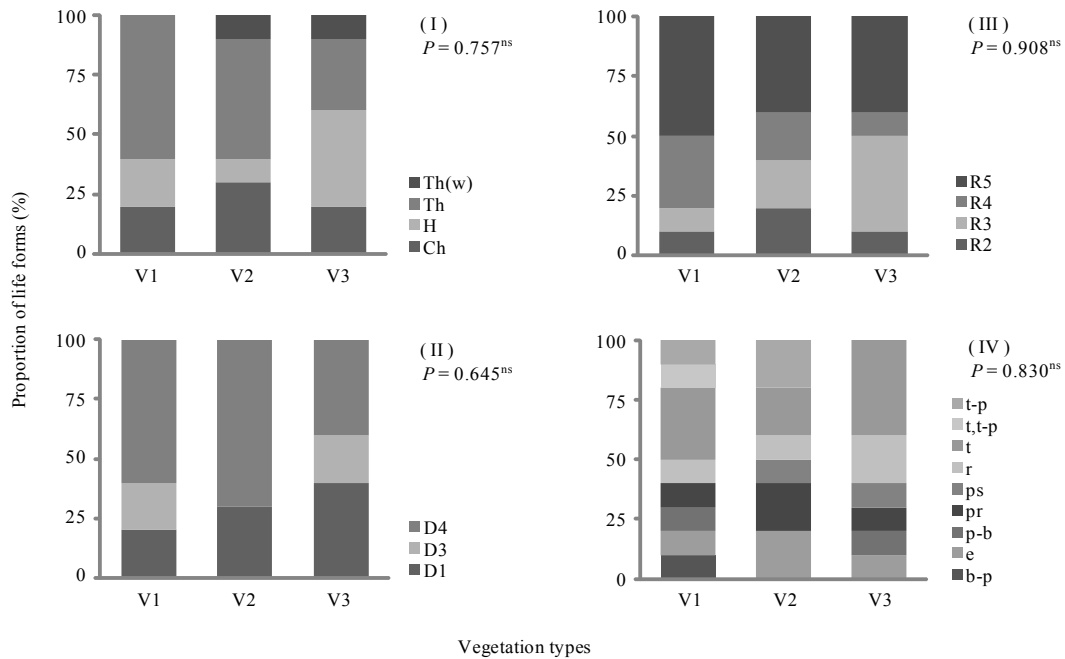 Proportion of life forms (%)
100
75
50
25
0
V1 V2 V3
( I )
P = 0.757ns
Th(w)
Th
H
Ch
100
75
50
25
0
V1 V2 V3
( III )
P = 0.908ns
R5
R4
R3
R2
100
75
50
25
0
V1 V2 V3
( II )
P = 0.645ns
D4
D3
D1
100
75
50
25
0
V1 V2 V3
( IV )
P = 0.830ns
t-p
t,t-p
t
r
ps
pr
p-b
e
b-p
Vegetation types